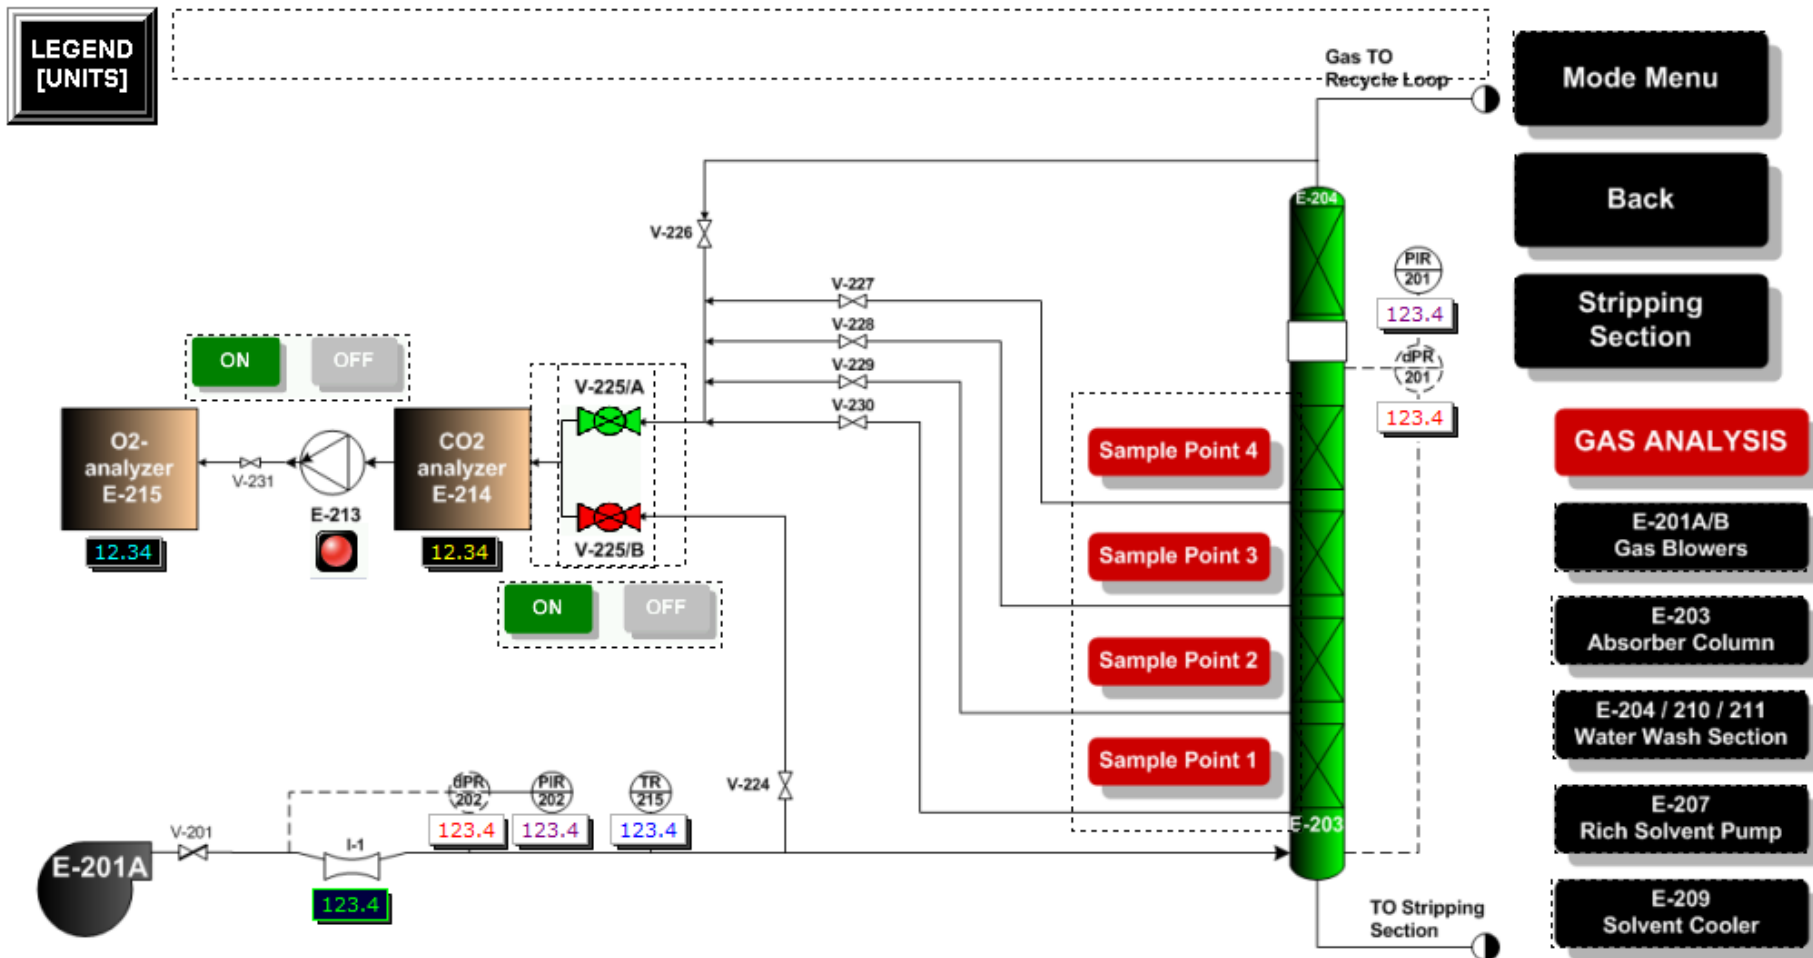 LEGEND
[UNITS]
Gas TO
Recycle Loop
Mode Menu
Back
Stripping
Section
E-204
V-226
PIR
201
123.4
dPR
201
123.4
V-227
V-228
V-229
V-230
ON
OFF
V-225/A
V-225/B
O2-
analyzer
E-215
12.34
V-231
E-213
CO2
analyzer
E-214
12.34
ON
OFF
Sample Point 4
Sample Point 3
Sample Point 2
Sample Point 1
GAS ANALYSIS
E-201A/B
Gas Blowers
E-203
Absorber Column
E-204 / 210 / 211
Water Wash Section
E-207
Rich Solvent Pump
E-209
Solvent Cooler
V-224
dPR
202
123.4
PIR
202
123.4
TR
215
123.4
E-203
V-201
I-1
E-201A
123.4
TO Stripping
Section